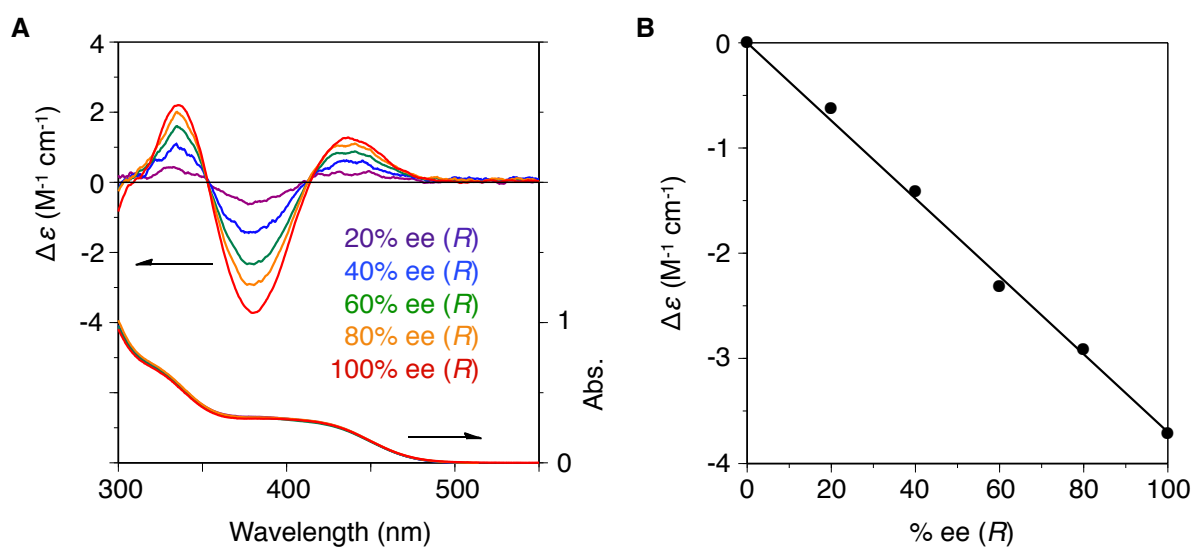 A
4
2
0
-2
-4
Δε (M⁻¹ cm⁻¹)
20% ee (R)
40% ee (R)
60% ee (R)
80% ee (R)
100% ee (R)
1
0
Abs.
300
400
500
Wavelength (nm)
B
0
-1
-2
-3
-4
Δε (M⁻¹ cm⁻¹)
0
20
40
60
80
100
% ee (R)